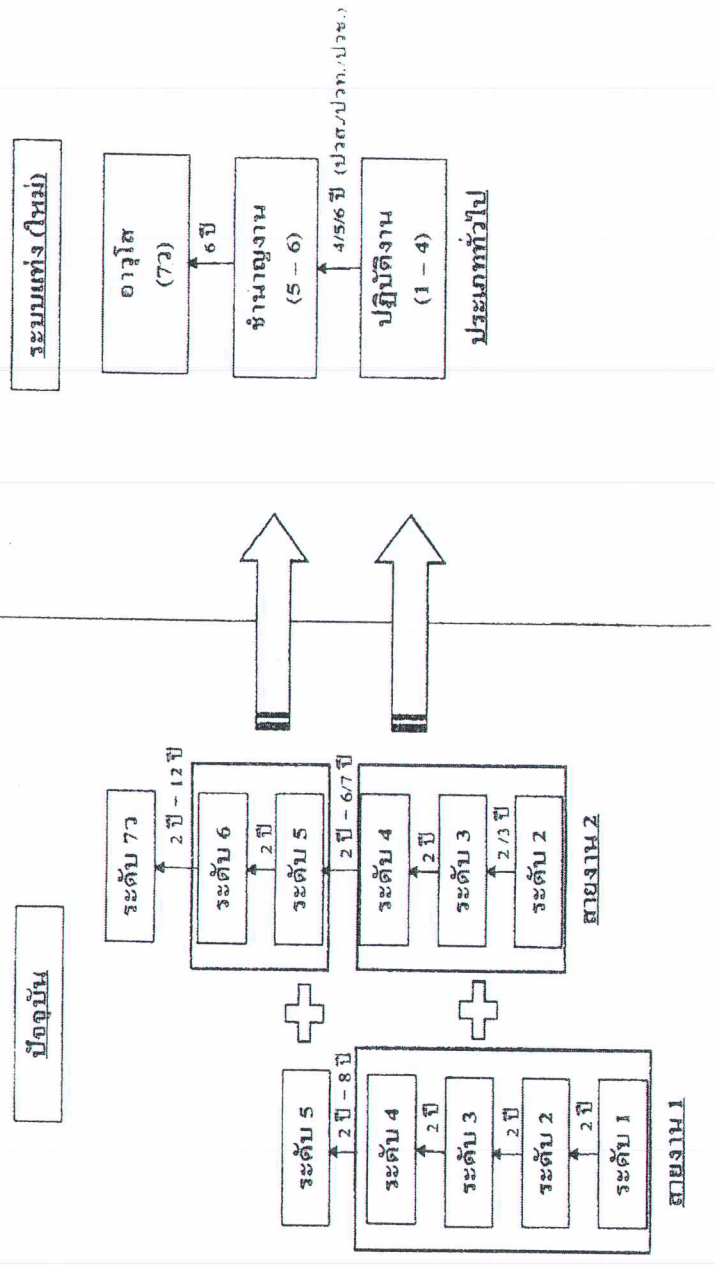 ปัจจุบัน
ระบบแท่ง (ใหม่)
ระดับ 5
2 ปี – 8 ปี
ระดับ 4
2 ปี
ระดับ 3
2 ปี
ระดับ 2
2 ปี
ระดับ 1
สายงาน 1
ระดับ 7ว
2 ปี – 12 ปี
ระดับ 6
2 ปี
ระดับ 5
2 ปี – 6/7 ปี
ระดับ 4
2 ปี
ระดับ 3
2 /3 ปี
ระดับ 2
สายงาน 2
อาวุโส
(7ว)
6 ปี
ชำนาญงาน
(5 – 6)
4/5/6 ปี (ปวส./ปวท./ปวช.)
ปฏิบัติงาน
(1 – 4)
ประเภททั่วไป